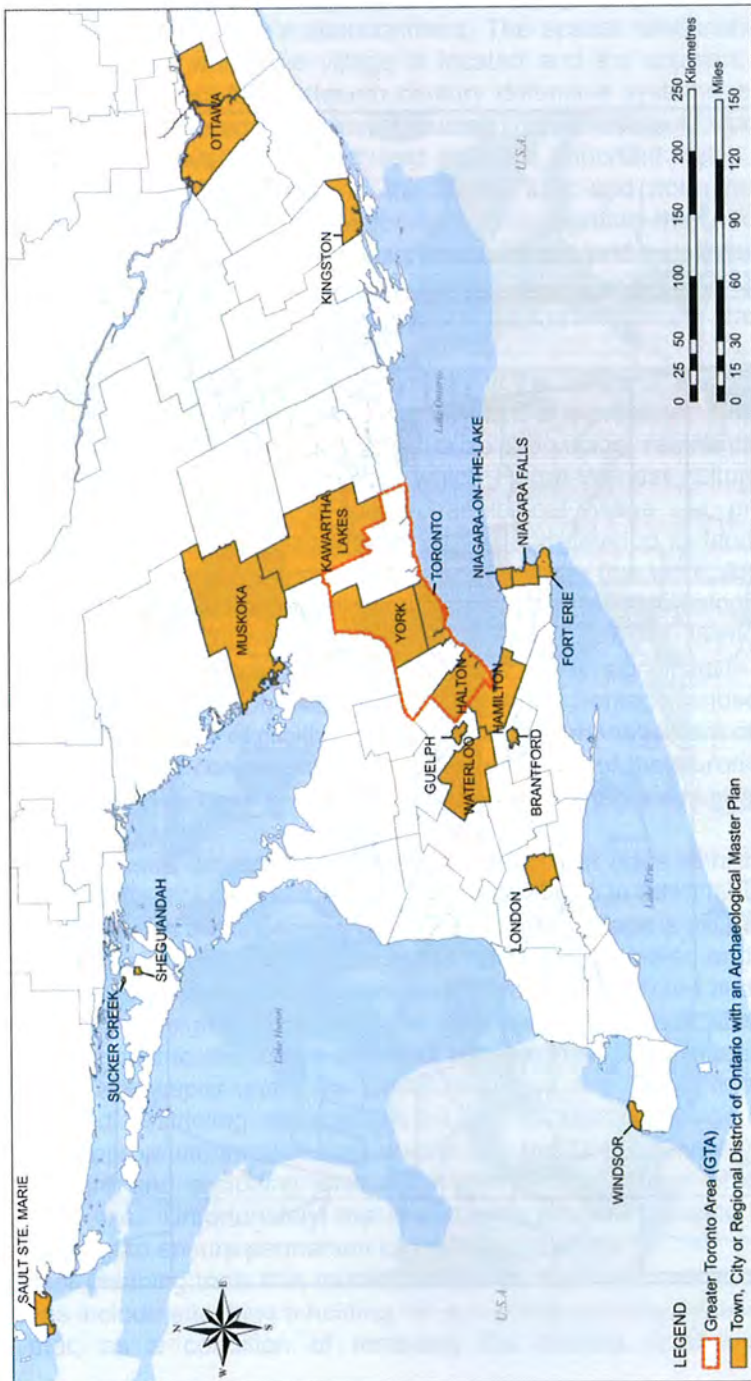 SAULT STE. MARIE
SUCKER CREEK
SHEGUIANDAH
OTTAWA
KINGSTON
MUSKOKA
KAWARTHA
LAKES
YORK
TORONTO
HALTON
HAMILTON
GUELPH
WATERLOO
BRANTFORD
NIAGARA-ON-THE-LAKE
NIAGARA FALLS
FORT ERIE
LONDON
WINDSOR
Lake Huron
Lake Ontario
Lake Erie
U.S.A.
U.S.A.
N
E
S
W
LEGEND
Greater Toronto Area (GTA)
Town, City or Regional District of Ontario with an Archaeological Master Plan
0 25 50 100 150 200 250
Kilometres
0 15 30 60 90 120 150
Miles